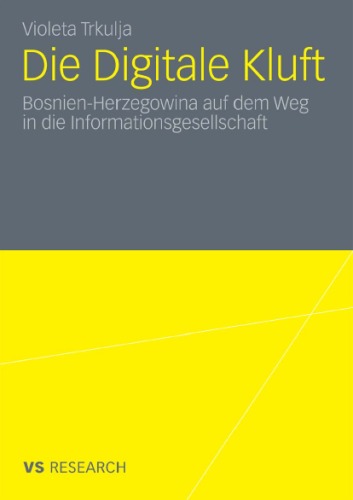 Violeta Trkulja
Die Digitale Kluft
Bosnien-Herzegowina auf dem Weg
in die Informationsgesellschaft
VS RESEARCH